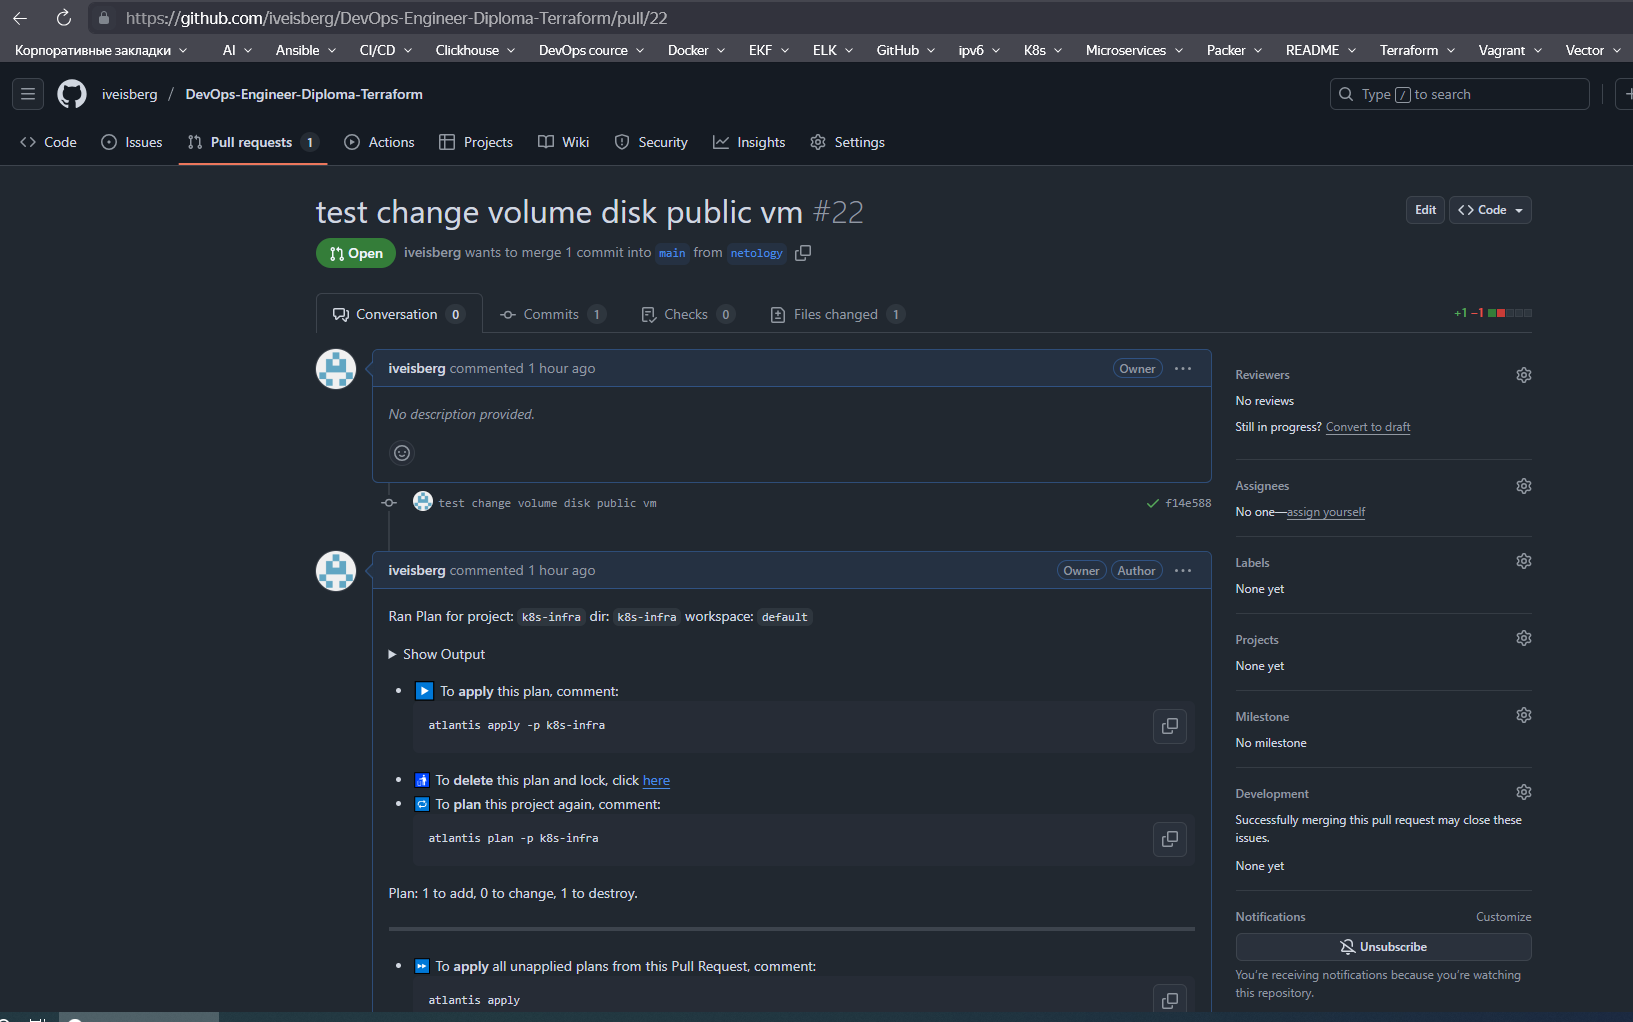 https://github.com/iveisberg/DevOps-Engineer-Diploma-Terraform/pull/22
Корпоративные закладки AI Ansible CI/CD Clickhouse DevOps cource Docker EKF ELK GitHub ipv6 K8s Microservices Packer README Terraform Vagrant Vector
iveisberg / DevOps-Engineer-Diploma-Terraform
Type / to search
Code Issues Pull requests 1 Actions Projects Wiki Security Insights Settings
test change volume disk public vm #22
Edit
Code
Open iveisberg wants to merge 1 commit into main from netology
Conversation 0 Commits 1 Checks 0 Files changed 1
+1 −1
iveisberg commented 1 hour ago
Owner
No description provided.
test change volume disk public vm
f14e588
iveisberg commented 1 hour ago
Owner Author
Ran Plan for project: k8s-infra dir: k8s-infra workspace: default
Show Output
To apply this plan, comment:
atlantis apply -p k8s-infra
To delete this plan and lock, click here
To plan this project again, comment:
atlantis plan -p k8s-infra
Plan: 1 to add, 0 to change, 1 to destroy.
To apply all unapplied plans from this Pull Request, comment:
atlantis apply
Reviewers
No reviews
Still in progress? Convert to draft
Assignees
No one—assign yourself
Labels
None yet
Projects
None yet
Milestone
No milestone
Development
Successfully merging this pull request may close these
issues.
None yet
Notifications
Customize
Unsubscribe
You're receiving notifications because you're watching
this repository.